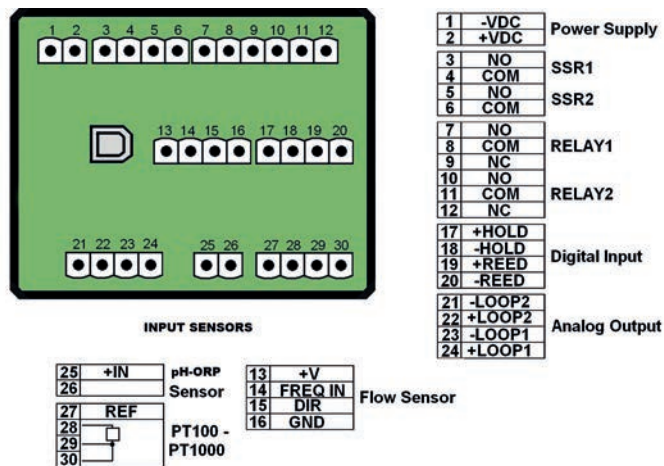 1 2 3 4 5 6 7 8 9 10 11 12
13 14 15 16 17 18 19 20
21 22 23 24 25 26 27 28 29 30
INPUT SENSORS
1 -VDC
2 +VDC
Power Supply
3 NO
4 COM
SSR1
5 NO
6 COM
SSR2
7 NO
8 COM
9 NC
RELAY1
10 NO
11 COM
12 NC
RELAY2
17 +HOLD
18 -HOLD
19 +REED
20 -REED
Digital Input
21 -LOOP2
22 +LOOP2
23 -LOOP1
24 +LOOP1
Analog Output
25 +IN
26
pH-ORP
Sensor
27 REF
28
29
30
PT100 -
PT1000
13 +V
14 FREQ IN
15 DIR
16 GND
Flow Sensor